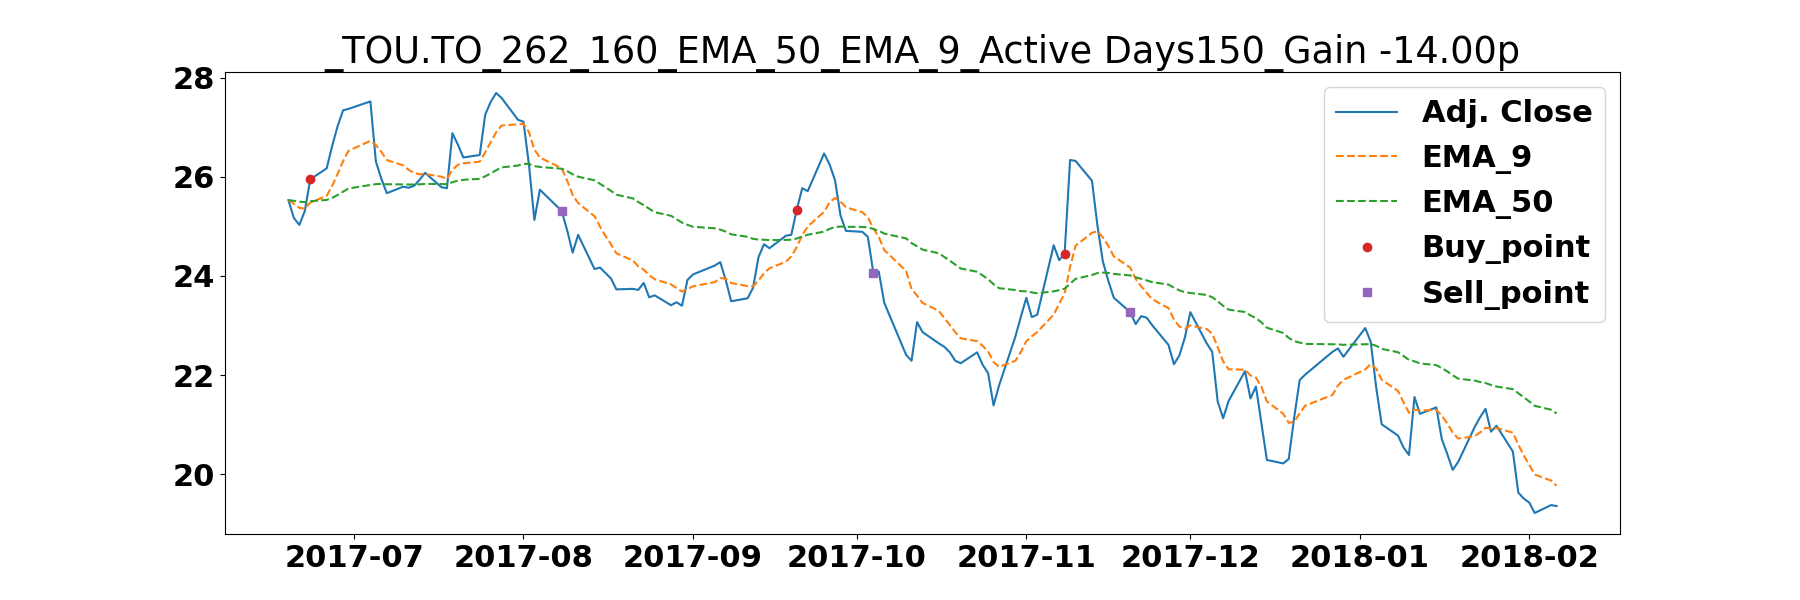 _TOU.TO_262_160_EMA_50_EMA_9_Active Days150_Gain -14.00p
28
26
24
22
20
Adj. Close
EMA_9
EMA_50
Buy_point
Sell_point
2017-07 2017-08 2017-09 2017-10 2017-11 2017-12 2018-01 2018-02